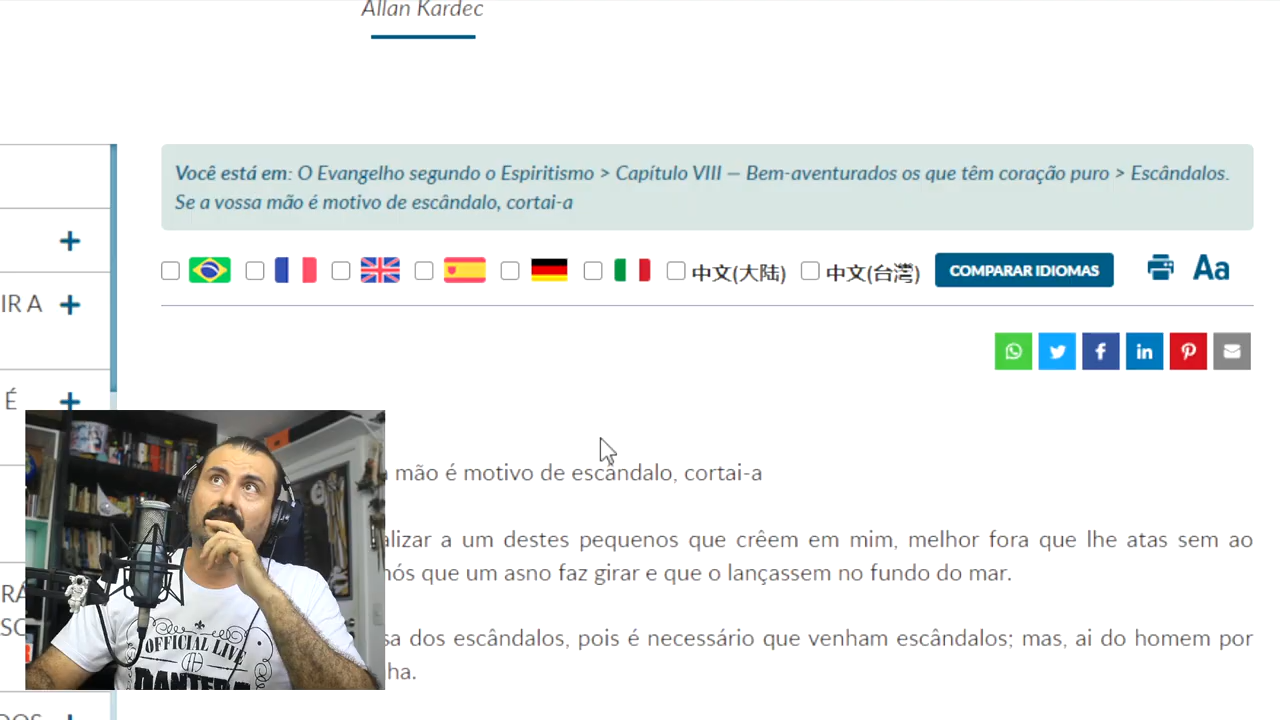 Allan Kardec
Você está em: O Evangelho segundo o Espiritismo > Capítulo VIII — Bem-aventurados os que têm coração puro > Escândalos.
Se a vossa mão é motivo de escândalo, cortai-a
中文(大陆) 中文(台灣) COMPARAR IDIOMAS Aa
IR A
É
mão é motivo de escândalo, cortai-a
alizar a um destes pequenos que crêem em mim, melhor fora que lhe atas sem ao
nós que um asno faz girar e que o lançassem no fundo do mar.
sa dos escândalos, pois é necessário que venham escândalos; mas, ai do homem por
ha.
OFFICIAL LIVE
PANTERA
DOS